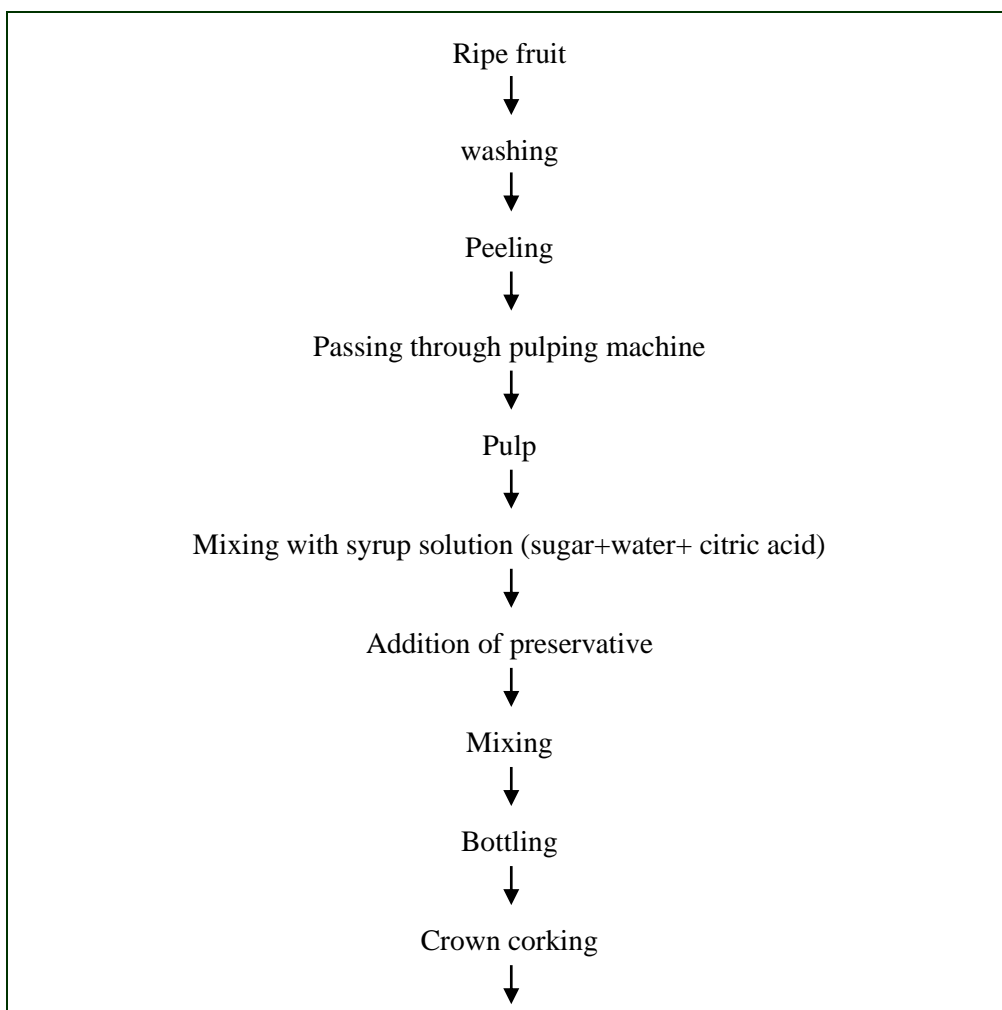 Ripe fruit
washing
Peeling
Passing through pulping machine
Pulp
Mixing with syrup solution (sugar+water+ citric acid)
Addition of preservative
Mixing
Bottling
Crown corking